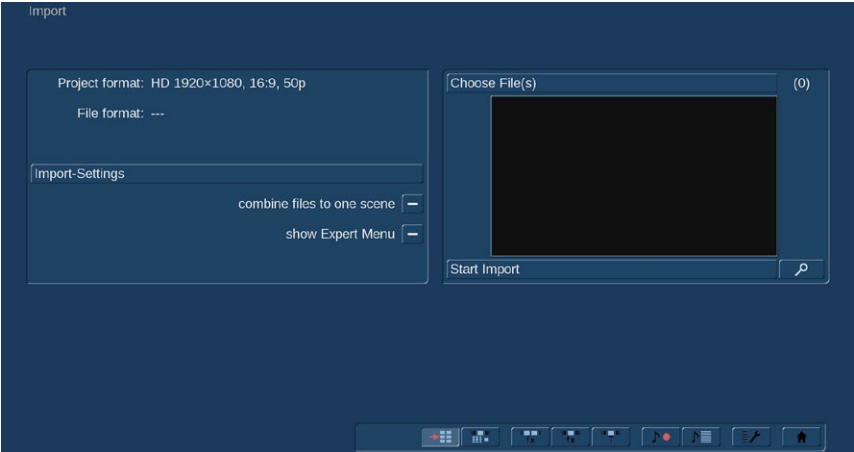 Import
Project format: HD 1920×1080, 16:9, 50p
File format: ---
Import-Settings
combine files to one scene
show Expert Menu
Choose File(s) (0)
Start Import